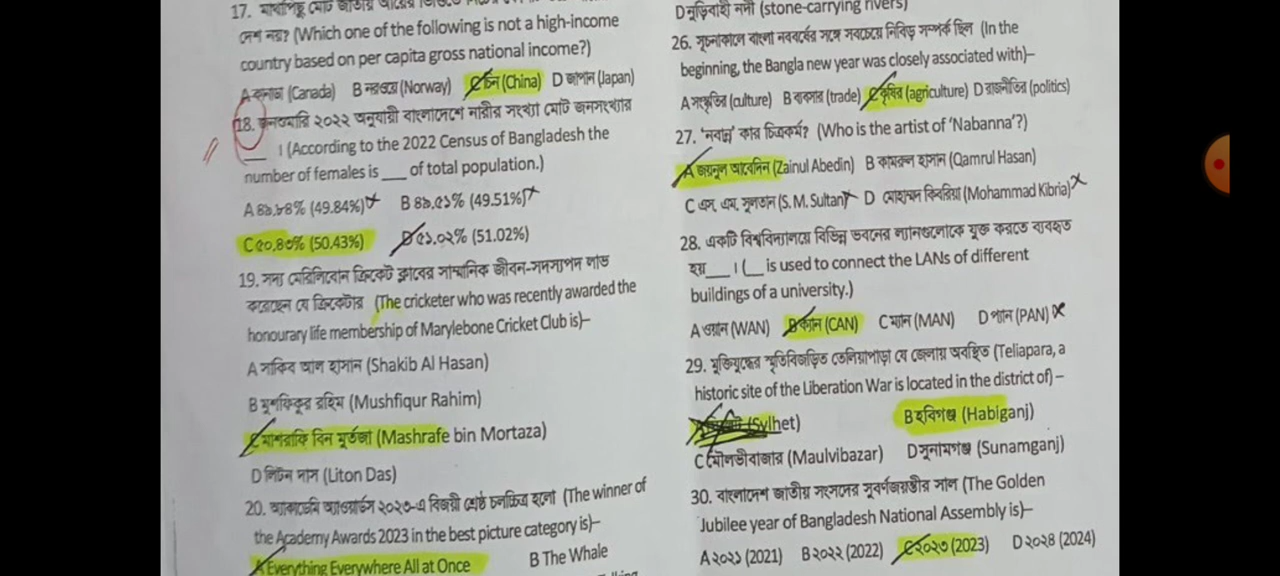 17. মাথাপিছু মোট জাতীয় আয়ের
দেশ নয়? (Which one of the following is not a high-income
country based on per capita gross national income?)
A কানাডা (Canada) B নরওয়ে (Norway) C চিন (China) D জাপান (Japan)
18. জনশুমারি ২০২২ অনুযায়ী বাংলাদেশে নারীর সংখ্যা মোট জনসংখ্যার
___ । (According to the 2022 Census of Bangladesh the
number of females is ___ of total population.)
A ৪৯.৮৪% (49.84%) B ৪৯.৫১% (49.51%)
C ৫০.৪৩% (50.43%) D ৫১.০২% (51.02%)
19. সদ্য মেরিলিবোন ক্রিকেট ক্লাবের সাম্মানিক জীবন-সদস্যপদ লাভ
করেছেন যে ক্রিকেটার (The cricketer who was recently awarded the
honourary life membership of Marylebone Cricket Club is)–
A সাকিব আল হাসান (Shakib Al Hasan)
B মুশফিকুর রহিম (Mushfiqur Rahim)
C মাশরাফি বিন মুর্তজা (Mashrafe bin Mortaza)
D লিটন দাস (Liton Das)
20. অ্যাকাডেমি অ্যাওয়ার্ডস ২০২৩-এ বিজয়ী শ্রেষ্ঠ চলচ্চিত্র হলো (The winner of
the Academy Awards 2023 in the best picture category is)–
A Everything Everywhere All at Once B The Whale
D নুড়িবাহী নদী (stone-carrying rivers)
26. সূচনাকালে বাংলা নববর্ষের সঙ্গে সবচেয়ে নিবিড় সম্পর্ক ছিল (In the
beginning, the Bangla new year was closely associated with)–
A সংস্কৃতির (culture) B ব্যবসার (trade) C কৃষির (agriculture) D রাজনীতির (politics)
27. ‘নবান্ন’ কার চিত্রকর্ম? (Who is the artist of ‘Nabanna’?)
A জয়নুল আবেদিন (Zainul Abedin) B কামরুল হাসান (Qamrul Hasan)
C এস. এম. সুলতান (S. M. Sultan) D মোহাম্মদ কিবরিয়া (Mohammad Kibria)
28. একটি বিশ্ববিদ্যালয়ে বিভিন্ন ভবনের ল্যানগুলোকে যুক্ত করতে ব্যবহৃত
হয় ___ । (__ is used to connect the LANs of different
buildings of a university.)
A ওয়ান (WAN) B ক্যান (CAN) C ম্যান (MAN) D প্যান (PAN)
29. মুক্তিযুদ্ধের স্মৃতিবিজড়িত তেলিয়াপাড়া যে জেলায় অবস্থিত (Teliapara, a
historic site of the Liberation War is located in the district of) –
(Sylhet) B হবিগঞ্জ (Habiganj)
C মৌলভীবাজার (Maulvibazar) D সুনামগঞ্জ (Sunamganj)
30. বাংলাদেশ জাতীয় সংসদের সুবর্ণজয়ন্তীর সাল (The Golden
Jubilee year of Bangladesh National Assembly is)–
A ২০২১ (2021) B ২০২২ (2022) C ২০২৩ (2023) D ২০২৪ (2024)